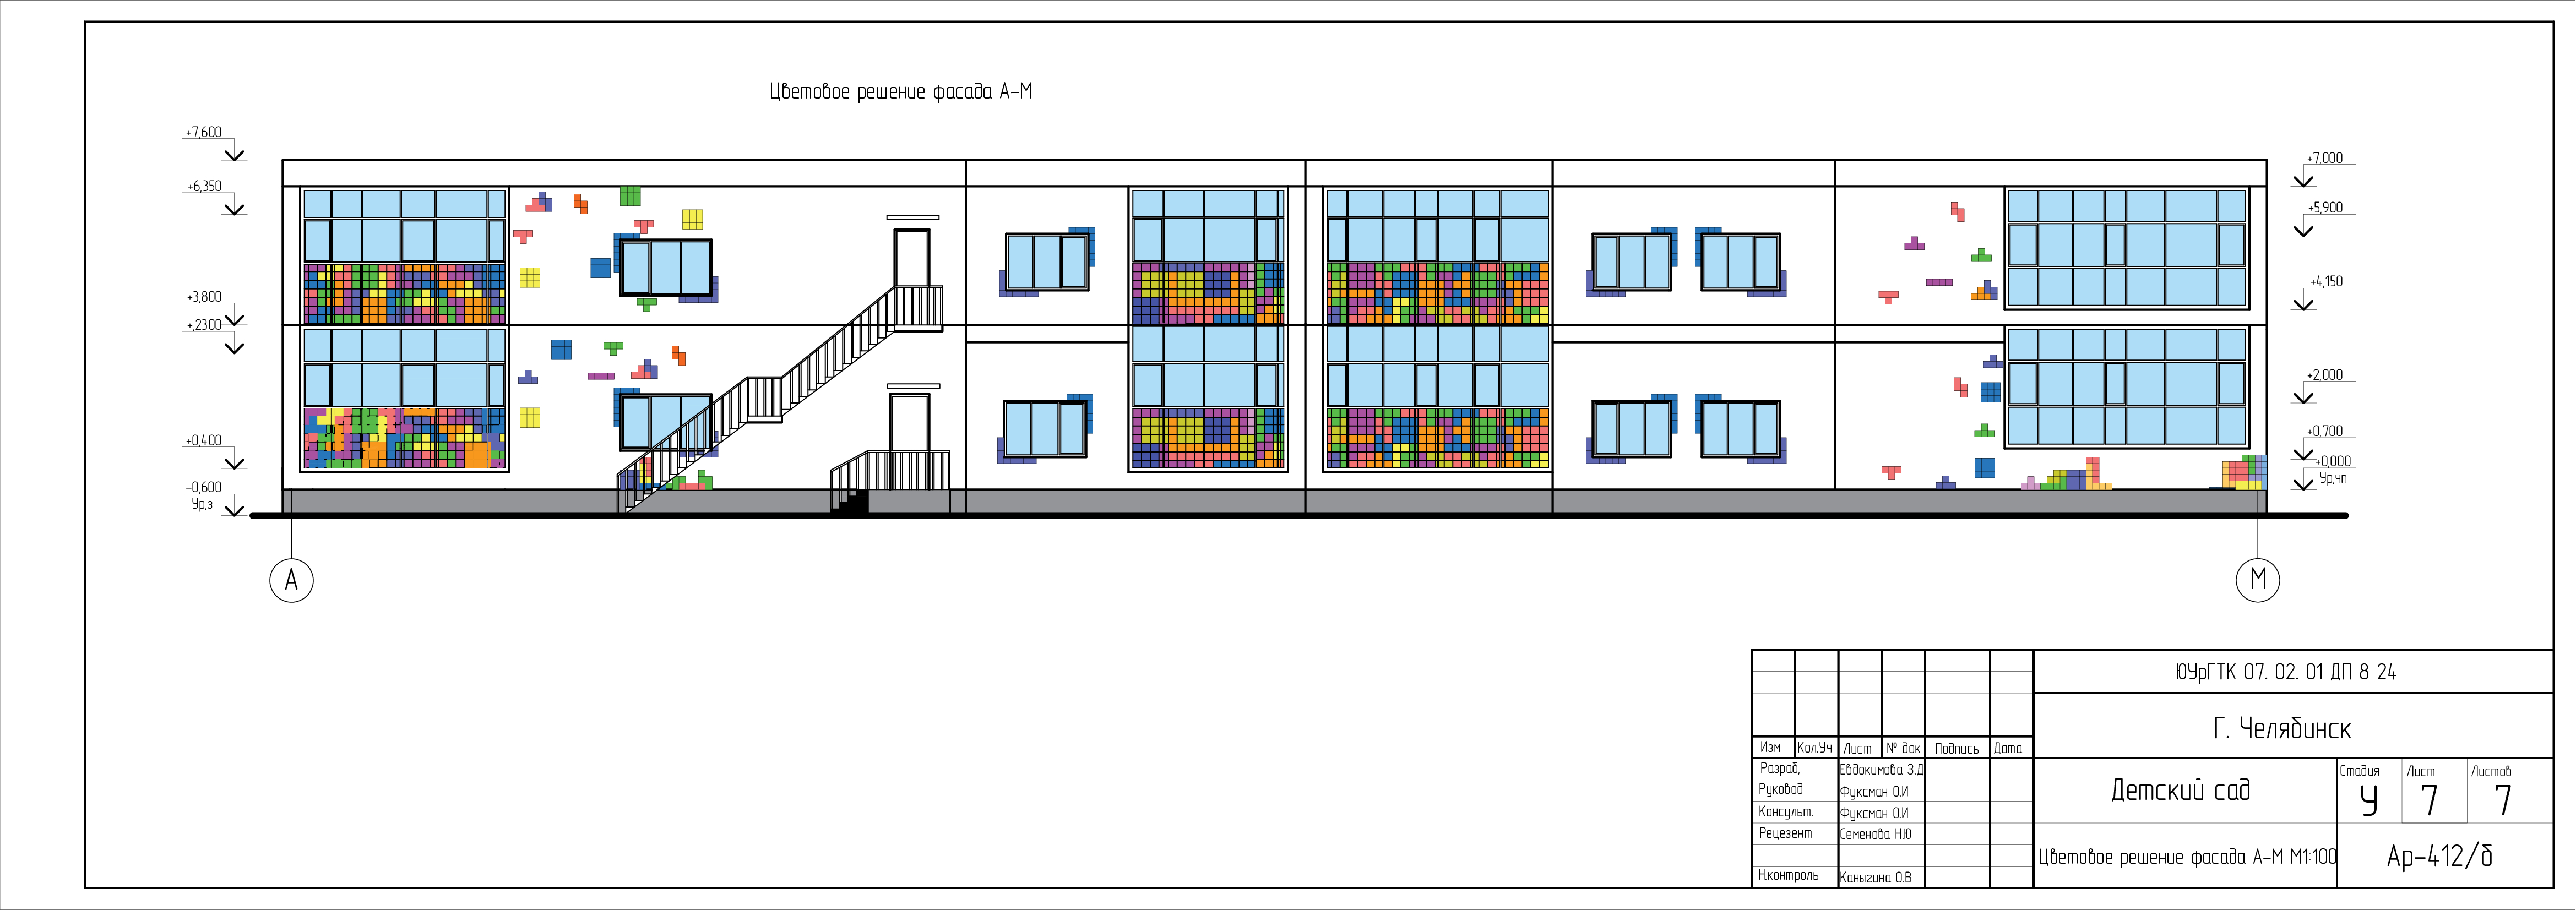 Цветовое решение фасада А-М
+7,600
+6,350
+3,800
+,2300
+0,400
-0,600
Ур,з
+7,000
+5,900
+4,150
+2,000
+0,700
+0,000
Ур,чп
А
М
ЮУрГТК 07. 02. 01 ДП 8 24
Г. Челябинск
Изм Кол.Уч Лист № док Подпись Дата
Разраб, Евдокимова З.Д
Руковод Фуксман О.И
Консульт. Фуксман О.И
Рецезент Семенова Н.Ю
Н.контроль Каныгина О.В
Детский сад
Стадия Лист Листов
У 7 7
Цветовое решение фасада А-М М1:100
Ар-412/б